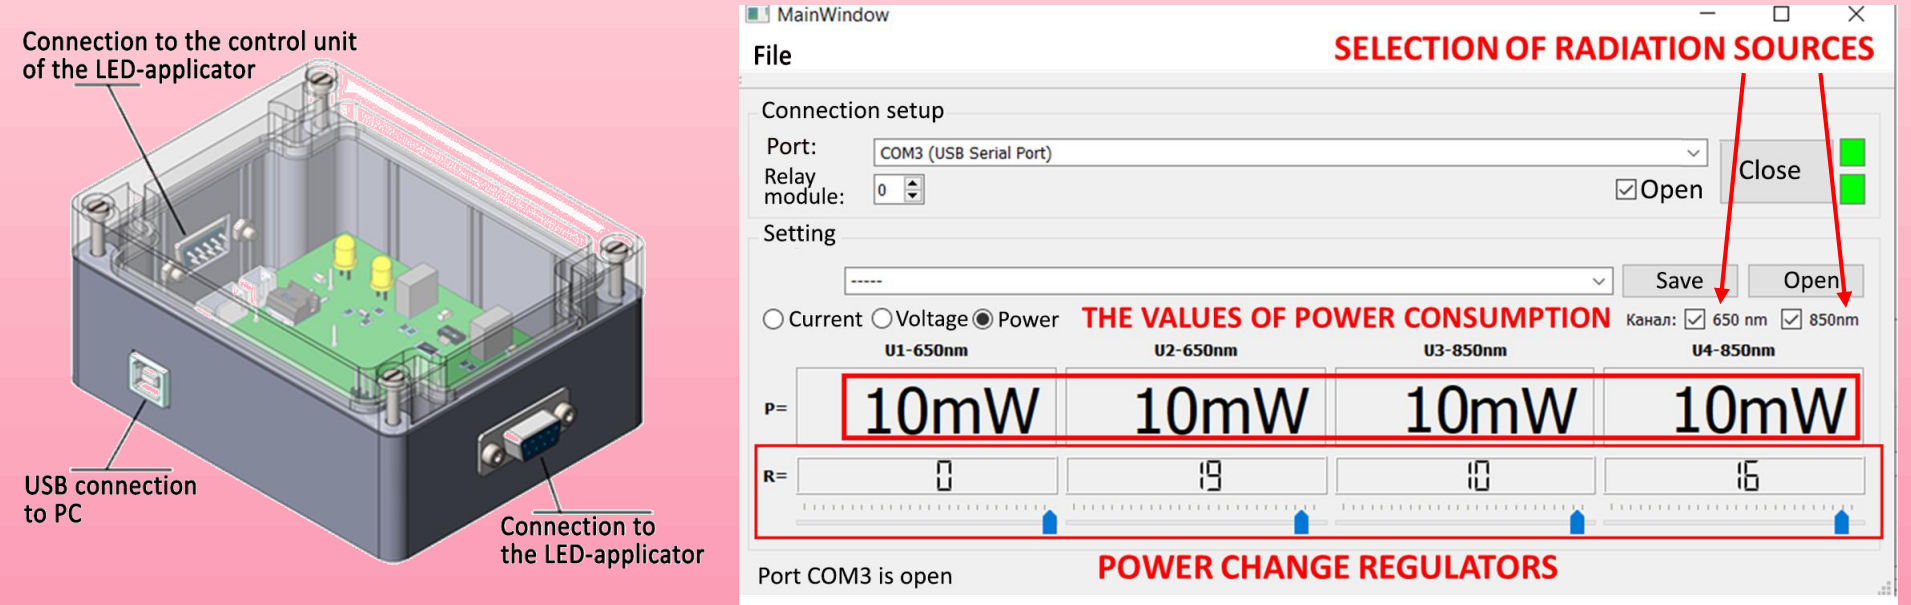 Connection to the control unit
of the LED-applicator
USB connection
to PC
Connection to
the LED-applicator
MainWindow
SELECTION OF RADIATION SOURCES
File
Connection setup
Port:
COM3 (USB Serial Port)
Relay
module:
0
Open
Close
Setting
-----
Save
Open
Current Voltage Power
THE VALUES OF POWER CONSUMPTION
Канал: 650 nm 850nm
U1-650nm U2-650nm U3-850nm U4-850nm
P= 10mW 10mW 10mW 10mW
R= 0 19 10 16
POWER CHANGE REGULATORS
Port COM3 is open